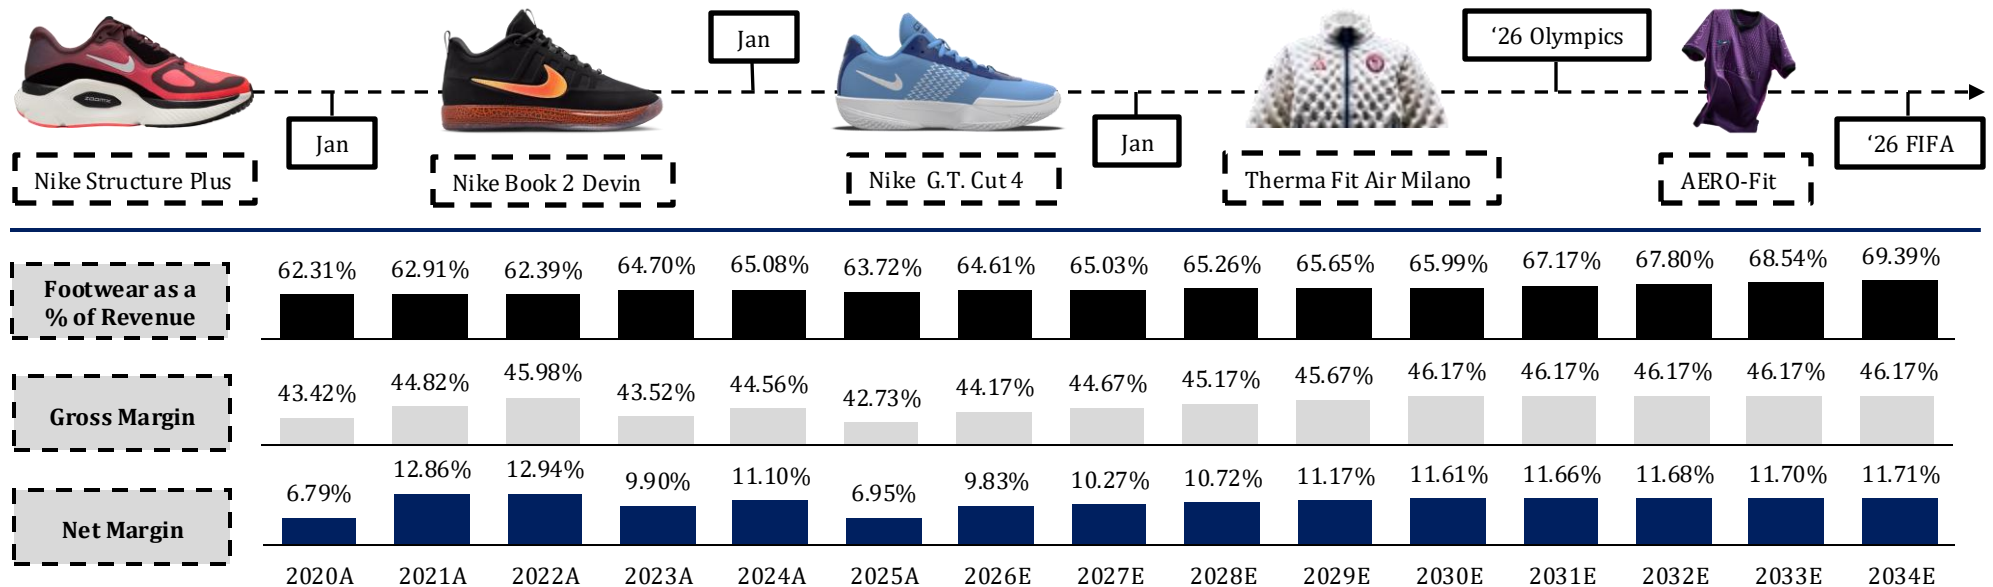 Jan
‘26 Olympics
zoomx
Jan
Jan
‘26 FIFA
Nike Structure Plus
Nike Book 2 Devin
Nike G.T. Cut 4
Therma Fit Air Milano
AERO-Fit
Footwear as a
% of Revenue
62.31% 62.91% 62.39% 64.70% 65.08% 63.72% 64.61% 65.03% 65.26% 65.65% 65.99% 67.17% 67.80% 68.54% 69.39%
Gross Margin
43.42% 44.82% 45.98% 43.52% 44.56% 42.73% 44.17% 44.67% 45.17% 45.67% 46.17% 46.17% 46.17% 46.17% 46.17%
Net Margin
6.79% 12.86% 12.94% 9.90% 11.10% 6.95% 9.83% 10.27% 10.72% 11.17% 11.61% 11.66% 11.68% 11.70% 11.71%
2020A 2021A 2022A 2023A 2024A 2025A 2026E 2027E 2028E 2029E 2030E 2031E 2032E 2033E 2034E